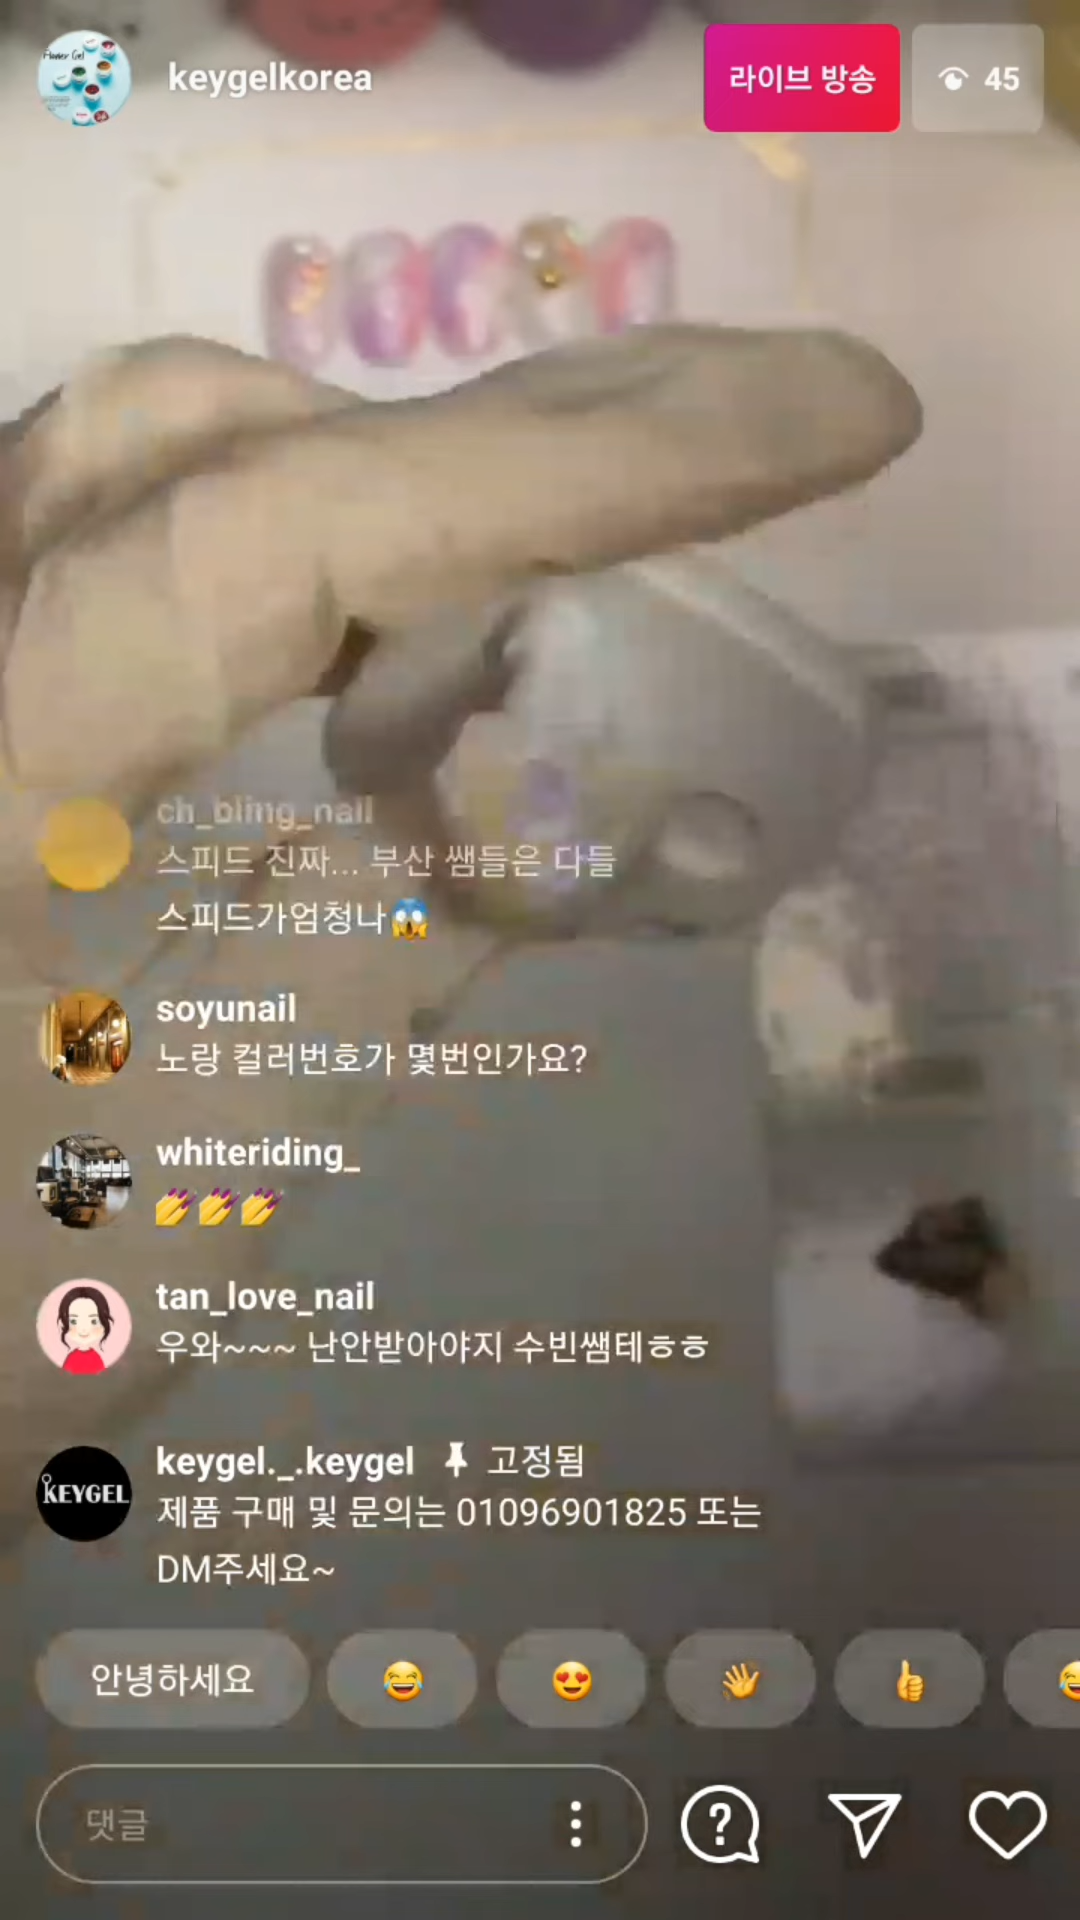 Flower Gel
keygelkorea
라이브 방송
45
ch_bling_nail
스피드 진짜... 부산 쌤들은 다들
스피드가엄청나😱
soyunail
노랑 컬러번호가 몇번인가요?
whiteriding_
💅💅💅
tan_love_nail
우와~~~ 난안받아야지 수빈쌤테ㅎㅎ
keygel._.keygel 고정됨
KEYGEL
제품 구매 및 문의는 01096901825 또는
DM주세요~
안녕하세요 😂 😍 👋 👍 😂
댓글